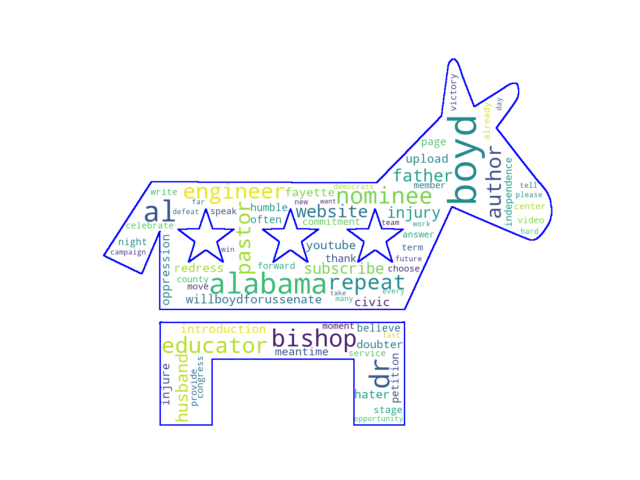 victory
day
already
boyd
page
upload
father
member
author
independence
tell
please
center
video
hard
write
engineer
fayette
democrats
nominee
al
defeat
far
speak
pastor
humble
new
want
website
injury
often
commitment
team
work
answer
celebrate
night
campaign
win
youtube
term
thank
future
oppression
redress
forward
subscribe
choose
county
move
alabama
repeat
take
every
willboydforussenate
many
civic
introduction
moment
believe
last
educator
bishop
doubter
meantime
service
injure
husband
provide
congress
dr
petition
hater
stage
opportunity